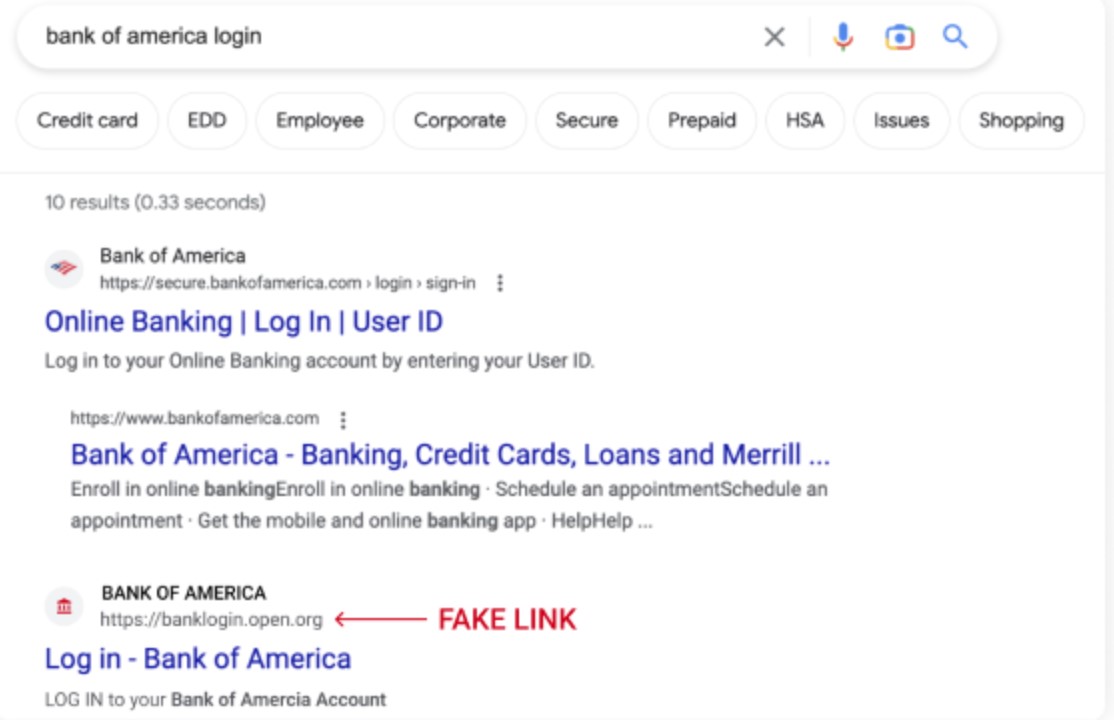 bank of america login
Credit card EDD Employee Corporate Secure Prepaid HSA Issues Shopping
10 results (0.33 seconds)
Bank of America
https://secure.bankofamerica.com › login › sign-in
Online Banking | Log In | User ID
Log in to your Online Banking account by entering your User ID.
https://www.bankofamerica.com
Bank of America - Banking, Credit Cards, Loans and Merrill ...
Enroll in online bankingEnroll in online banking · Schedule an appointmentSchedule an
appointment · Get the mobile and online banking app · HelpHelp ...
BANK OF AMERICA
https://banklogin.open.org FAKE LINK
Log in - Bank of America
LOG IN to your Bank of Amercia Account